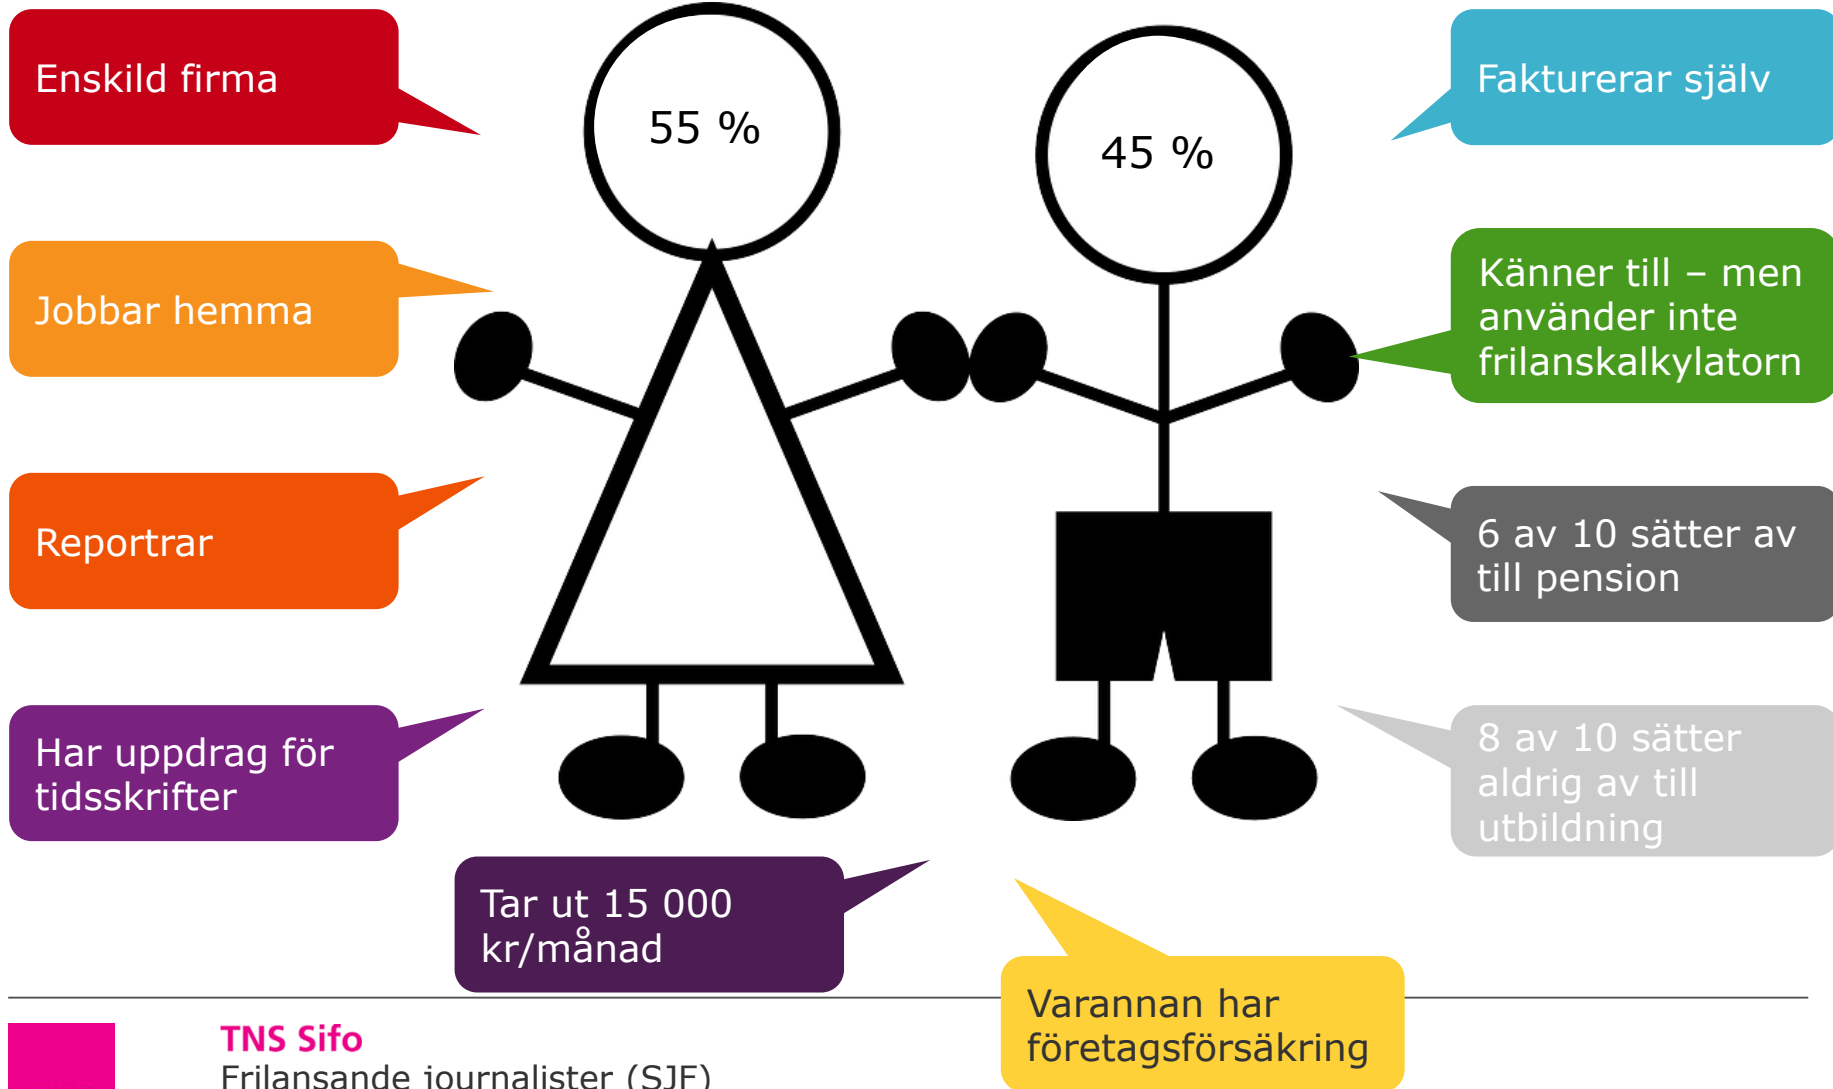 Enskild firma
55 %
45 %
Fakturerar själv
Jobbar hemma
Känner till – men
använder inte
frilanskalkylatorn
Reportrar
6 av 10 sätter av
till pension
Har uppdrag för
tidsskrifter
8 av 10 sätter
aldrig av till
utbildning
Tar ut 15 000
kr/månad
Varannan har
företagsförsäkring
TNS Sifo
Frilansande journalister (SJF)